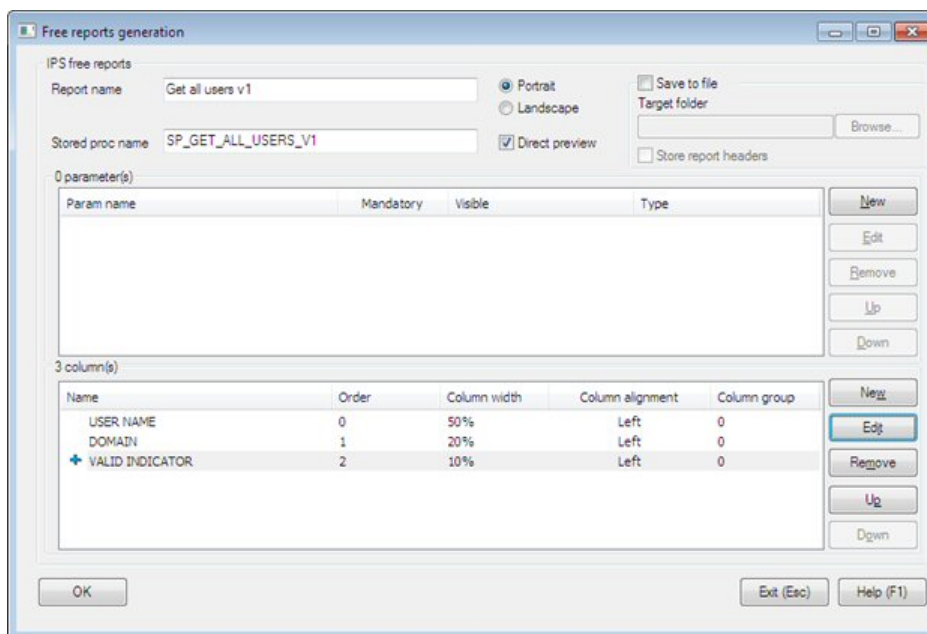 Free reports generation
IPS free reports
Report name Get all users v1 Portrait Save to file
Landscape Target folder
Browse...
Stored proc name SP_GET_ALL_USERS_V1 Direct preview Store report headers
0 parameter(s)
Param name Mandatory Visible Type New
Edit
Remove
Up
Down
3 column(s)
Name Order Column width Column alignment Column group New
USER NAME 0 50% Left 0 Edit
DOMAIN 1 20% Left 0
VALID INDICATOR 2 10% Left 0 Remove
Up
Down
OK Exit (Esc) Help (F1)